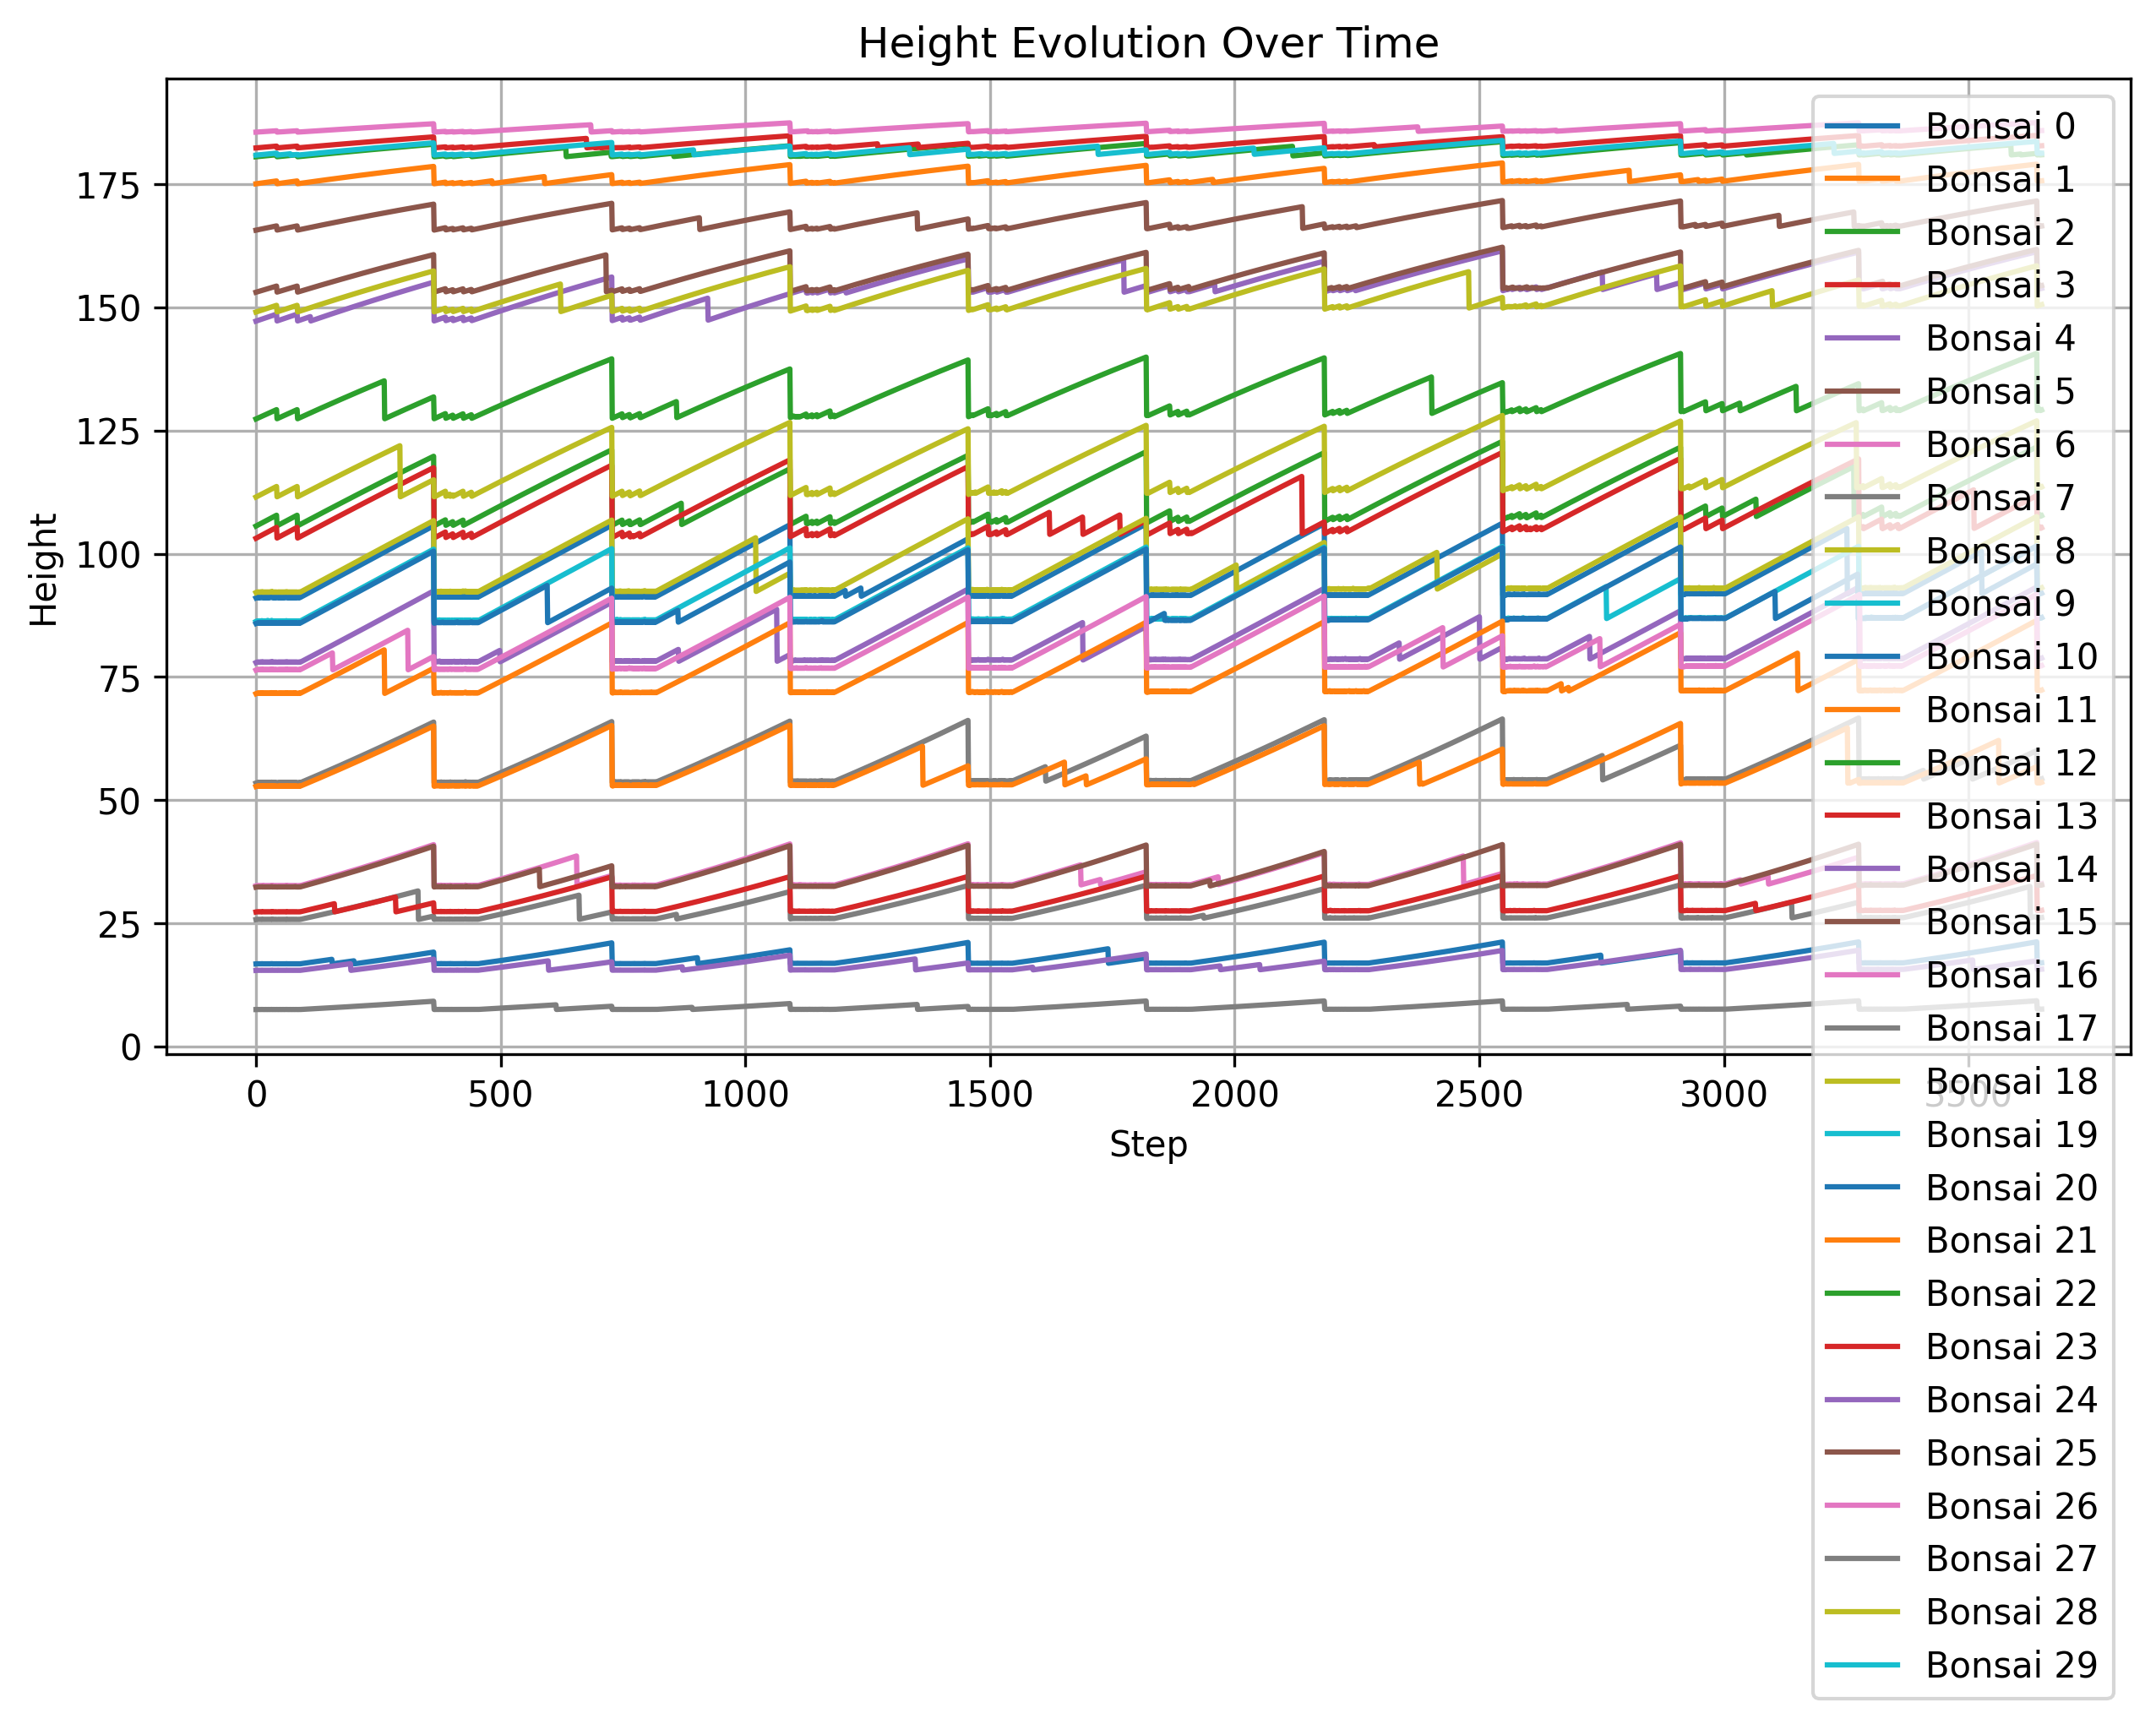 Height Evolution Over Time
Height
175
150
125
100
75
50
25
0
0
500
1000
1500
2000
2500
3000
3500
Step
Bonsai 0
Bonsai 1
Bonsai 2
Bonsai 3
Bonsai 4
Bonsai 5
Bonsai 6
Bonsai 7
Bonsai 8
Bonsai 9
Bonsai 10
Bonsai 11
Bonsai 12
Bonsai 13
Bonsai 14
Bonsai 15
Bonsai 16
Bonsai 17
Bonsai 18
Bonsai 19
Bonsai 20
Bonsai 21
Bonsai 22
Bonsai 23
Bonsai 24
Bonsai 25
Bonsai 26
Bonsai 27
Bonsai 28
Bonsai 29